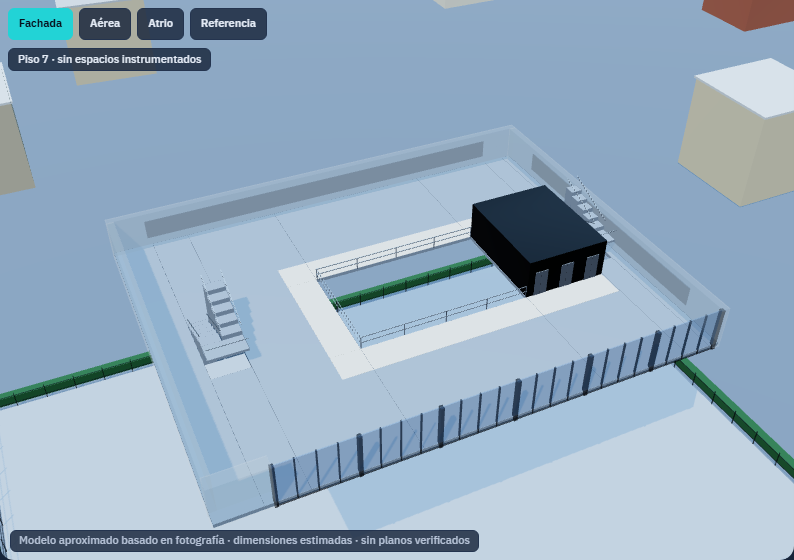 Fachada
Aérea
Atrio
Referencia
Piso 7 · sin espacios instrumentados
Modelo aproximado basado en fotografía · dimensiones estimadas · sin planos verificados